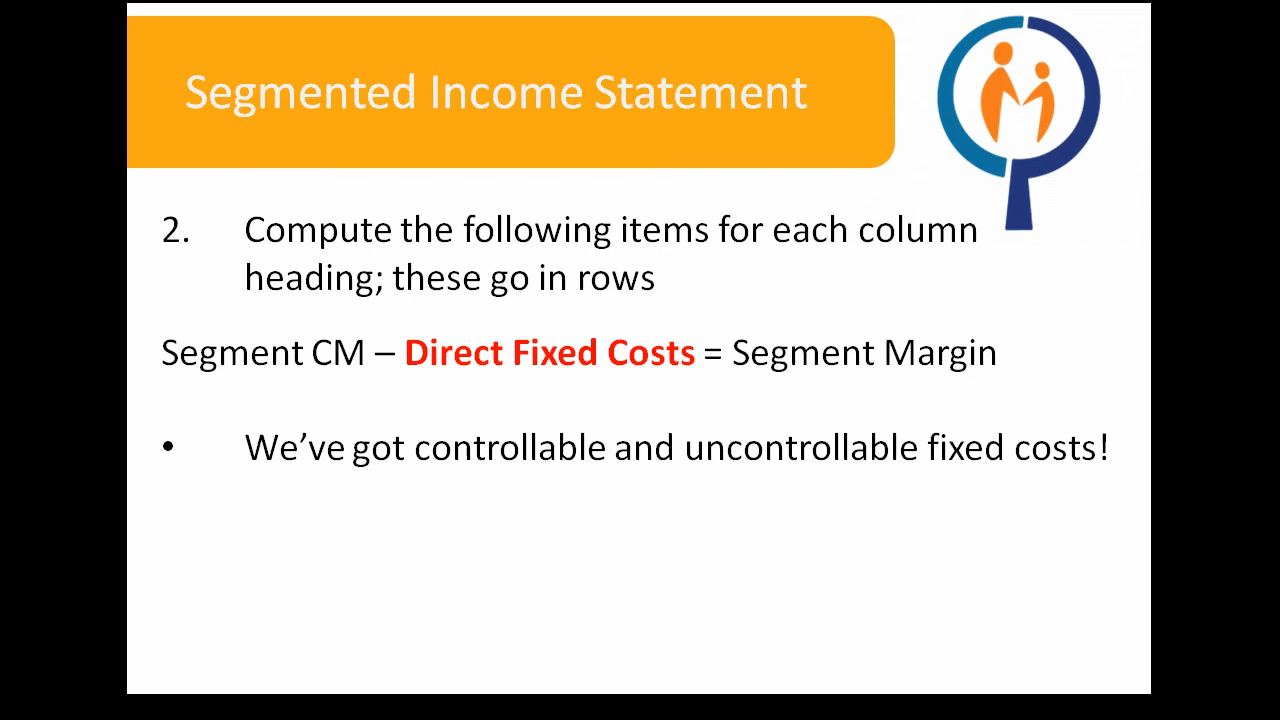 Segmented Income Statement
2. Compute the following items for each column
heading; these go in rows
Segment CM – Direct Fixed Costs = Segment Margin
• We’ve got controllable and uncontrollable fixed costs!